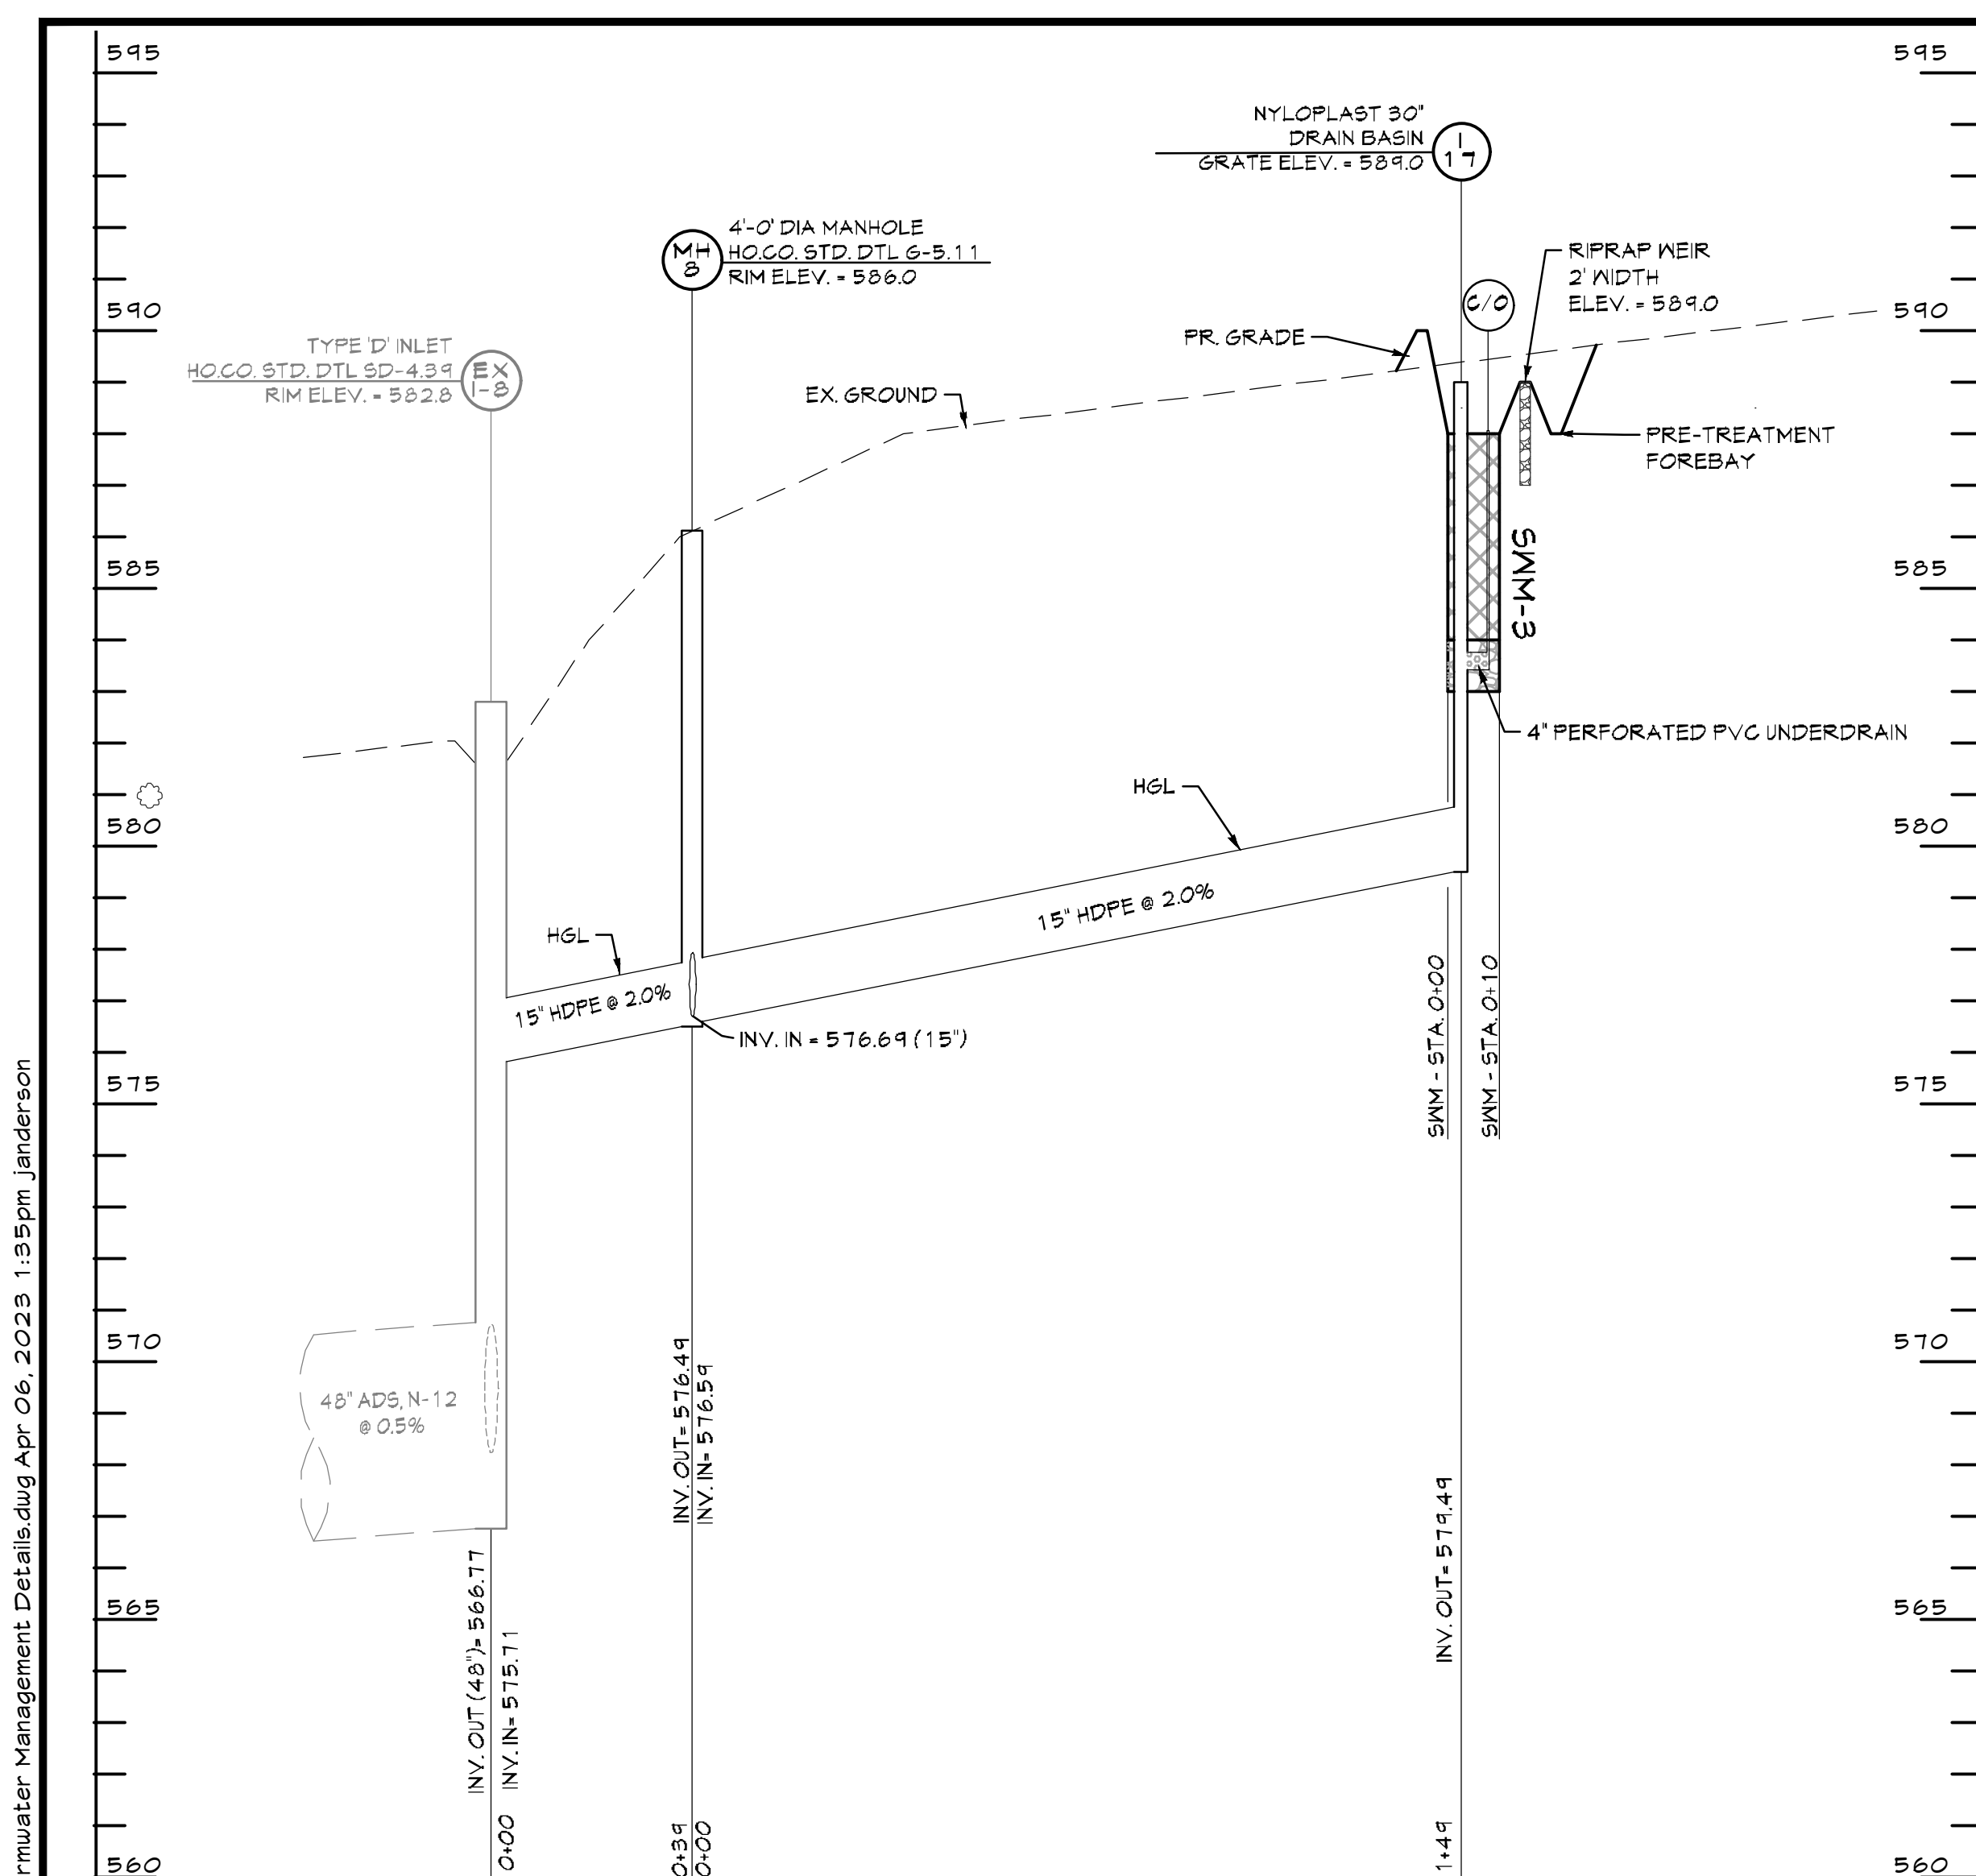 595
595
NYLOPLAST 30"
DRAIN BASIN
GRATE ELEV. = 589.0
I
17
4'-0" DIA MANHOLE
HO.CO. STD. DTL G-5.11
RIM ELEV. = 586.0
MH
8
RIPRAP WEIR
2' WIDTH
ELEV. = 589.0
C/O
590
590
PR. GRADE
TYPE 'D' INLET
HO.CO. STD. DTL SD-4.39
RIM ELEV. = 582.8
EX
I-8
EX. GROUND
PRE-TREATMENT
FOREBAY
SWM-3
585
585
4" PERFORATED PVC UNDERDRAIN
HGL
580
580
15" HDPE @ 2.0%
HGL
15" HDPE @ 2.0%
INV. IN = 576.69 (15")
SWM - STA. 0+00
SWM - STA. 0+10
575
575
570
570
48" ADS, N-12
@ 0.5%
INV. OUT= 576.49
INV. IN= 576.59
INV. OUT= 579.49
565
565
INV. OUT (48")= 566.77
INV. IN= 575.71
0+00
0+39
0+00
1+49
560
560
rmwater Management Details.dwg Apr 06, 2023 1:35pm janderson